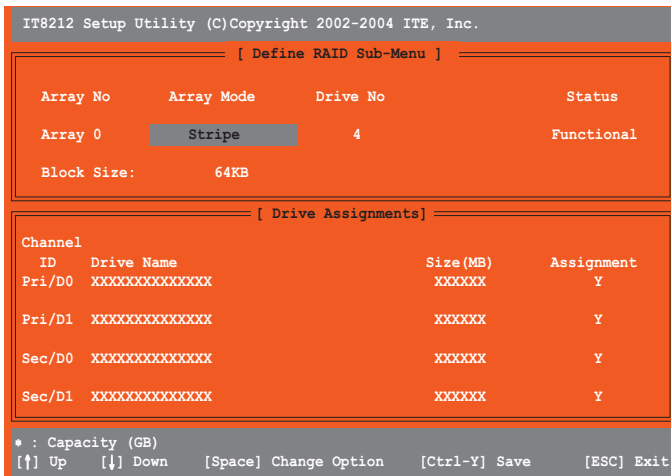 IT8212 Setup Utility (C)Copyright 2002-2004 ITE, Inc.
[ Define RAID Sub-Menu ]
Array No Array Mode Drive No Status
Array 0 Stripe 4 Functional
Block Size: 64KB
[ Drive Assignments]
Channel
ID Drive Name Size(MB) Assignment
Pri/D0 XXXXXXXXXXXXXX XXXXXX Y
Pri/D1 XXXXXXXXXXXXXX XXXXXX Y
Sec/D0 XXXXXXXXXXXXXX XXXXXX Y
Sec/D1 XXXXXXXXXXXXXX XXXXXX Y
* : Capacity (GB)
[↑] Up [↓] Down [Space] Change Option [Ctrl-Y] Save [ESC] Exit